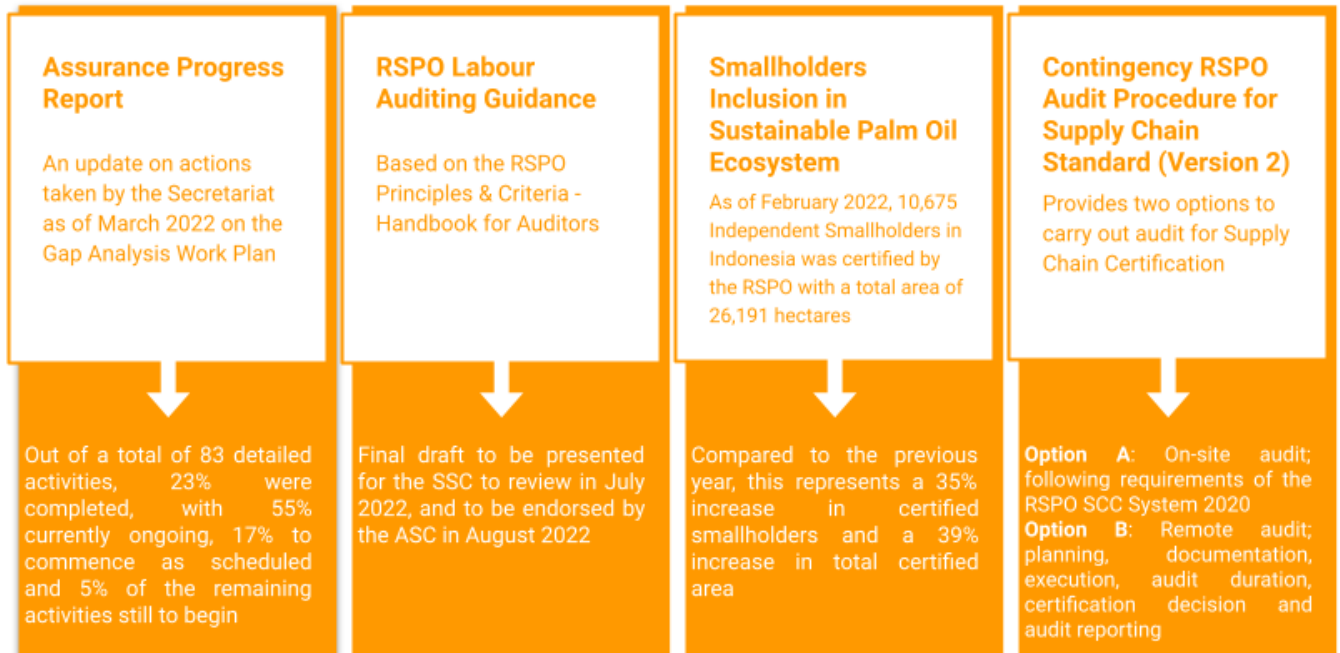 Assurance Progress
Report
An update on actions
taken by the Secretariat
as of March 2022 on the
Gap Analysis Work Plan
Out of a total of 83 detailed
activities, 23% were
completed, with 55%
currently ongoing, 17% to
commence as scheduled
and 5% of the remaining
activities still to begin
RSPO Labour
Auditing Guidance
Based on the RSPO
Principles & Criteria -
Handbook for Auditors
Final draft to be presented
for the SSC to review in July
2022, and to be endorsed by
the ASC in August 2022
Smallholders
Inclusion in
Sustainable Palm Oil
Ecosystem
As of February 2022, 10,675
Independent Smallholders in
Indonesia was certified by
the RSPO with a total area of
26,191 hectares
Compared to the previous
year, this represents a 35%
increase in certified
smallholders and a 39%
increase in total certified
area
Contingency RSPO
Audit Procedure for
Supply Chain
Standard (Version 2)
Provides two options to
carry out audit for Supply
Chain Certification
Option A: On-site audit;
following requirements of the
RSPO SCC System 2020
Option B: Remote audit;
planning, documentation,
execution, audit duration,
certification decision and
audit reporting